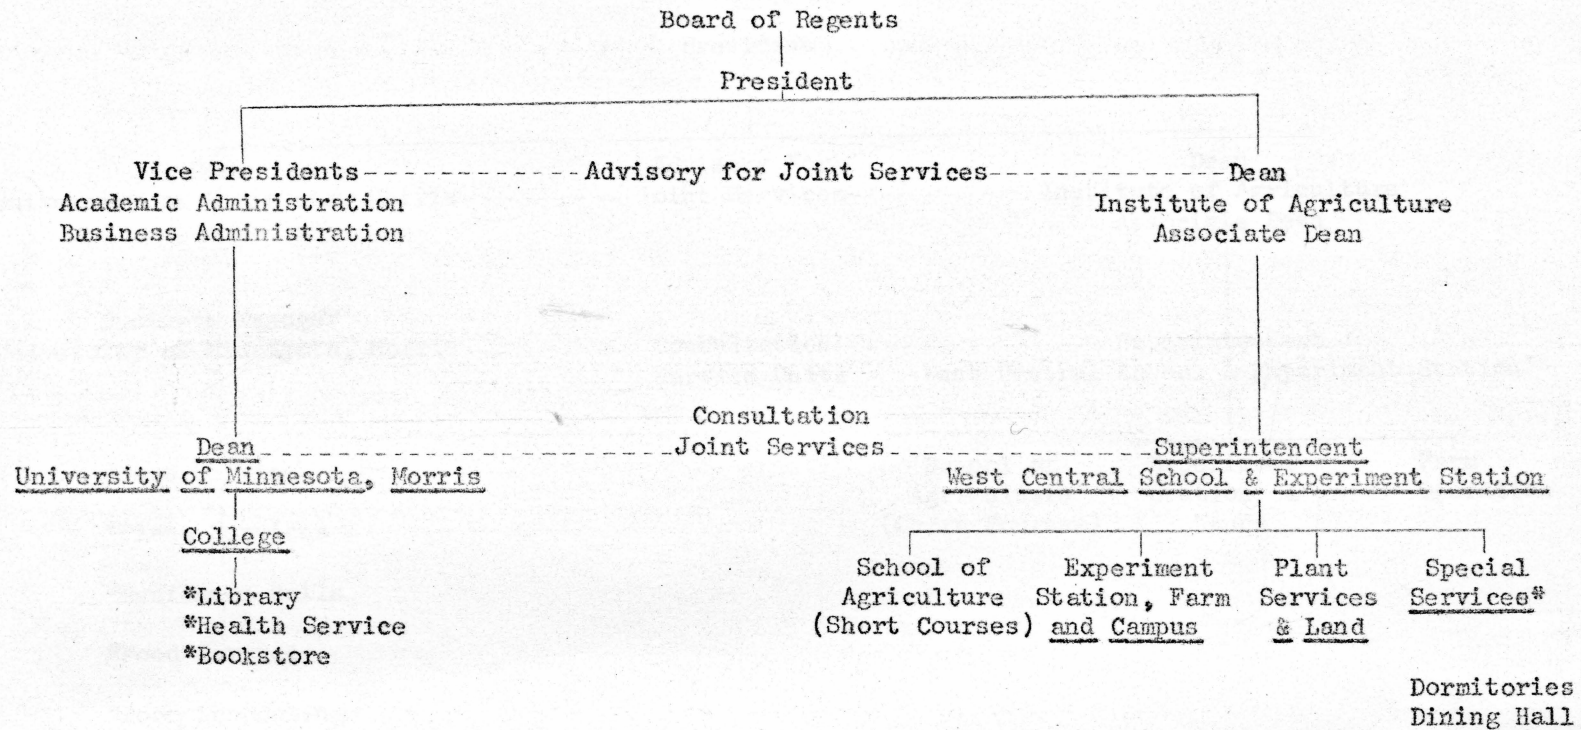 Board of Regents
President
Vice Presidents------------Advisory for Joint Services-------------Dean
Academic Administration
Business Administration
Institute of Agriculture
Associate Dean
Consultation
Dean Joint Services Superintendent
University of Minnesota, Morris
West Central School & Experiment Station
College
*Library
*Health Service
*Bookstore
School of
Agriculture
(Short Courses)
Experiment
Station, Farm
and Campus
Plant
Services
& Land
Special
Services*
Dormitories
Dining Hall